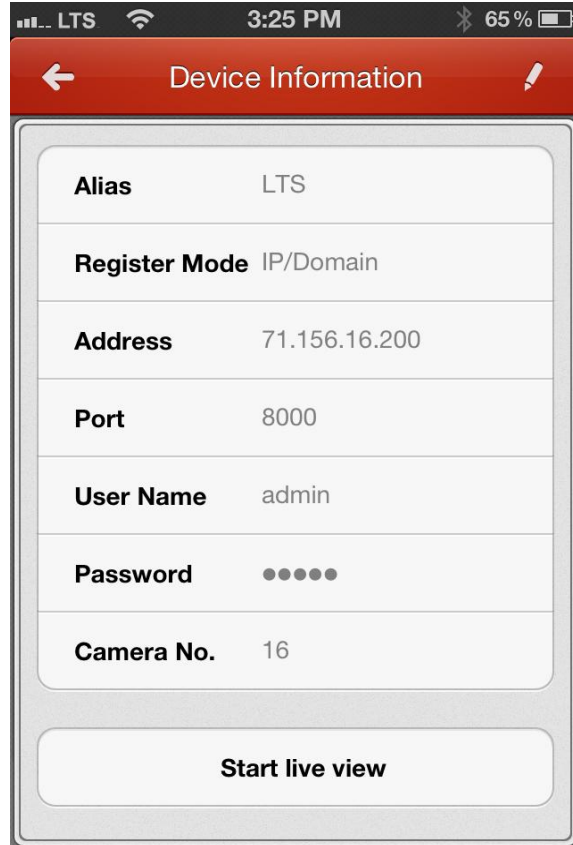 LTS 3:25 PM 65%
Device Information
Alias LTS
Register Mode IP/Domain
Address 71.156.16.200
Port 8000
User Name admin
Password ●●●●●
Camera No. 16
Start live view